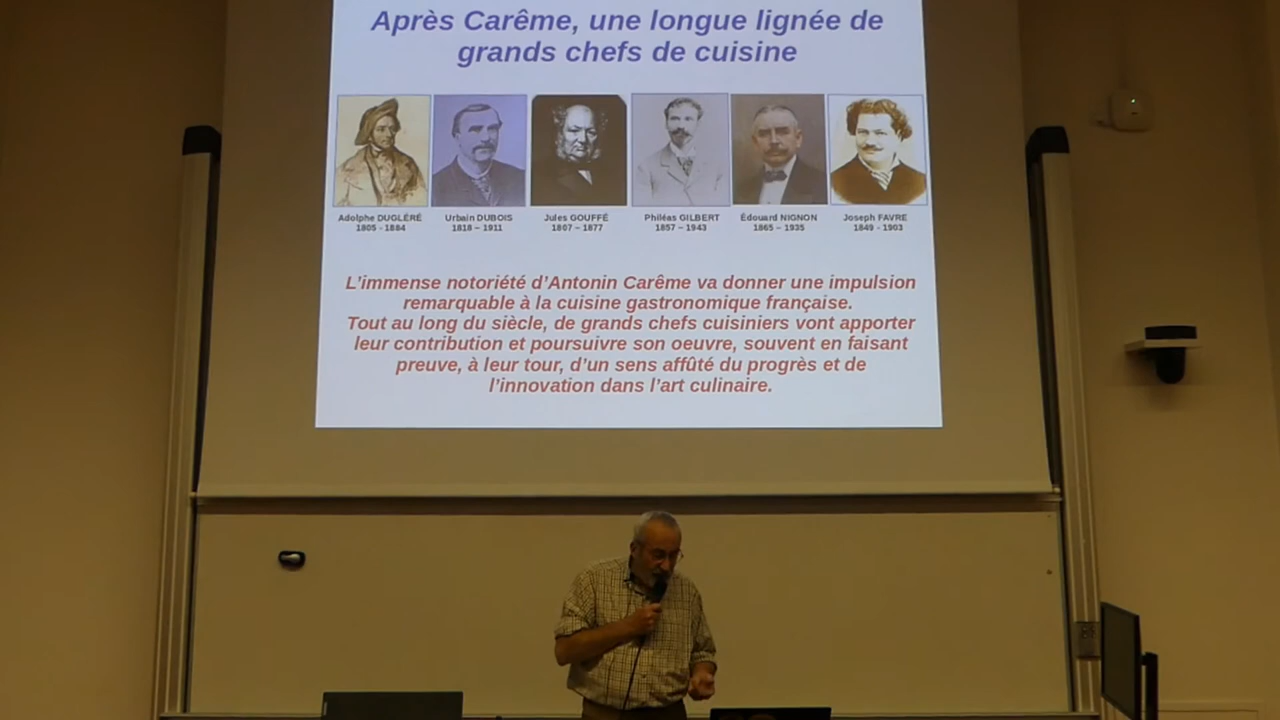 Après Carême, une longue lignée de
grands chefs de cuisine
Adolphe DUGLÉRÉ
1805 - 1884
Urbain DUBOIS
1818 – 1911
Jules GOUFFÉ
1807 – 1877
Philéas GILBERT
1857 – 1943
Édouard NIGNON
1865 – 1935
Joseph FAVRE
1849 - 1903
L'immense notoriété d'Antonin Carême va donner une impulsion
remarquable à la cuisine gastronomique française.
Tout au long du siècle, de grands chefs cuisiniers vont apporter
leur contribution et poursuivre son oeuvre, souvent en faisant
preuve, à leur tour, d'un sens affûté du progrès et de
l'innovation dans l'art culinaire.